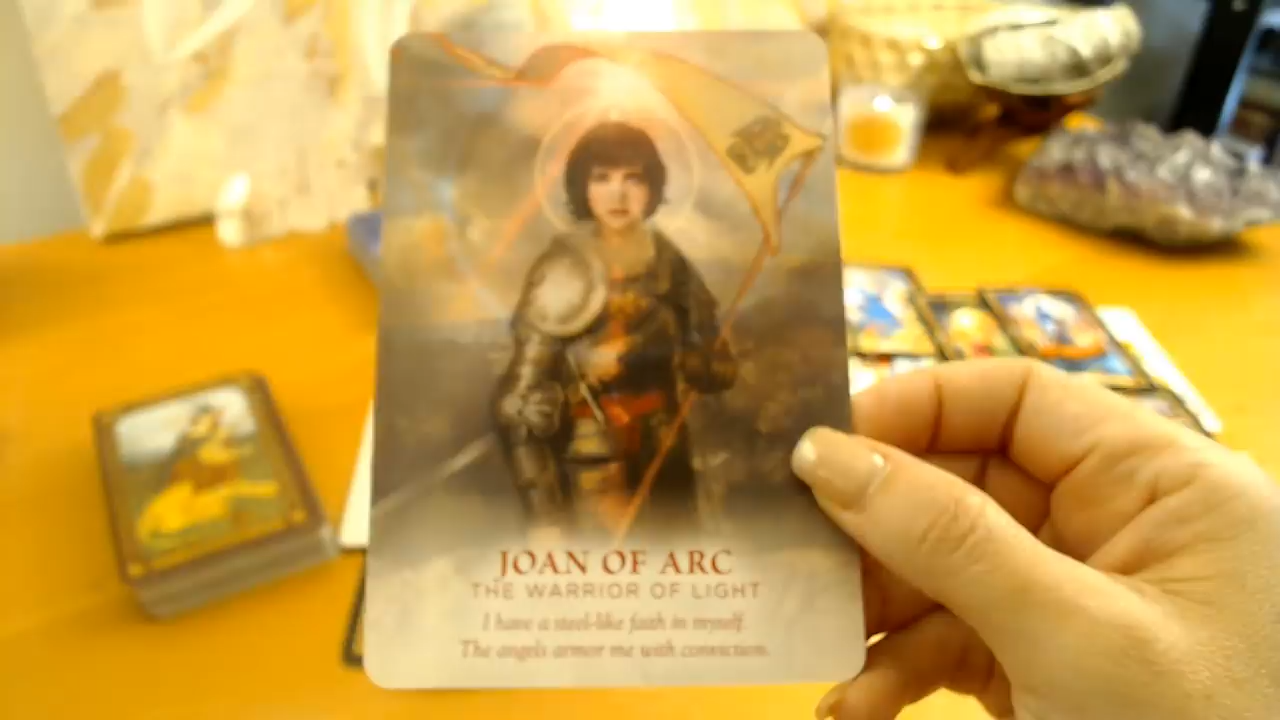 JOAN OF ARC
THE WARRIOR OF LIGHT
I have a steel-like faith in myself.
The angels armor me with conviction.